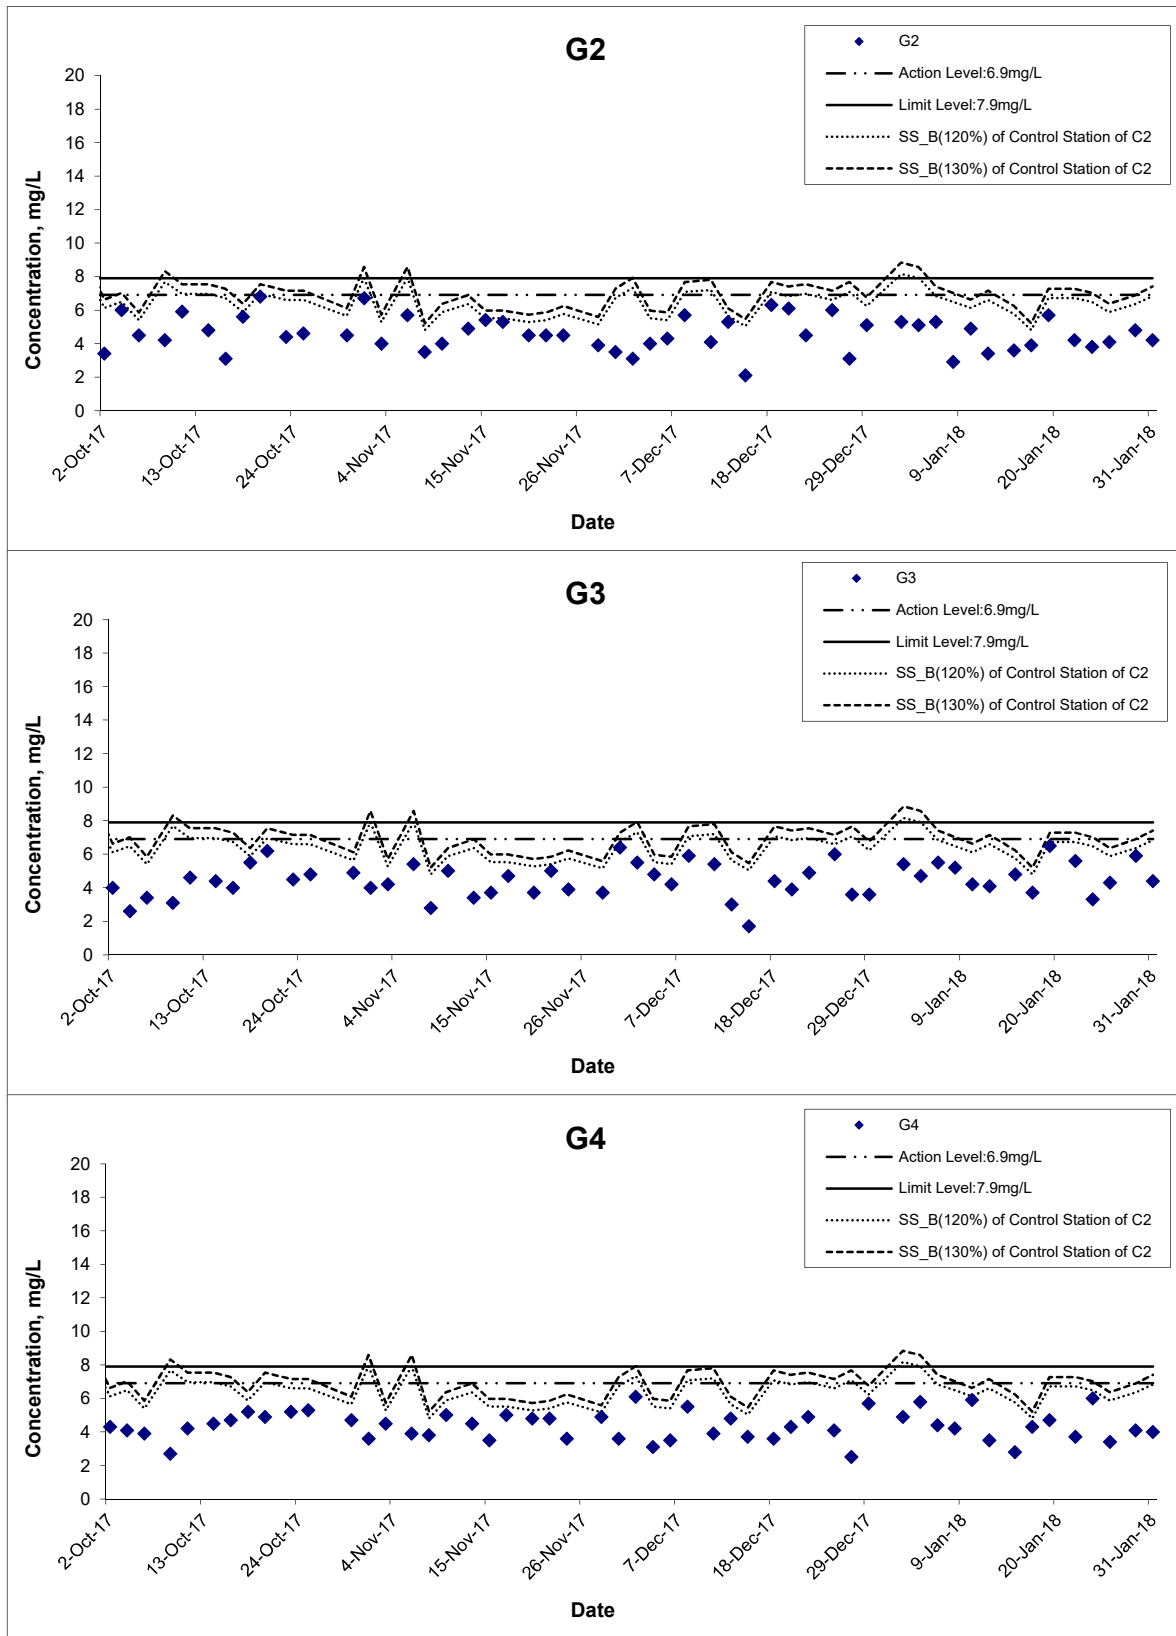 G2
G2
Action Level:6.9mg/L
Limit Level:7.9mg/L
SS_B(120%) of Control Station of C2
SS_B(130%) of Control Station of C2
Concentration, mg/L
20
18
16
14
12
10
8
6
4
2
0
2-Oct-17
13-Oct-17
24-Oct-17
4-Nov-17
15-Nov-17
26-Nov-17
7-Dec-17
18-Dec-17
29-Dec-17
9-Jan-18
20-Jan-18
31-Jan-18
Date
G3
G3
Action Level:6.9mg/L
Limit Level:7.9mg/L
SS_B(120%) of Control Station of C2
SS_B(130%) of Control Station of C2
Concentration, mg/L
20
18
16
14
12
10
8
6
4
2
0
2-Oct-17
13-Oct-17
24-Oct-17
4-Nov-17
15-Nov-17
26-Nov-17
7-Dec-17
18-Dec-17
29-Dec-17
9-Jan-18
20-Jan-18
31-Jan-18
Date
G4
G4
Action Level:6.9mg/L
Limit Level:7.9mg/L
SS_B(120%) of Control Station of C2
SS_B(130%) of Control Station of C2
Concentration, mg/L
20
18
16
14
12
10
8
6
4
2
0
2-Oct-17
13-Oct-17
24-Oct-17
4-Nov-17
15-Nov-17
26-Nov-17
7-Dec-17
18-Dec-17
29-Dec-17
9-Jan-18
20-Jan-18
31-Jan-18
Date